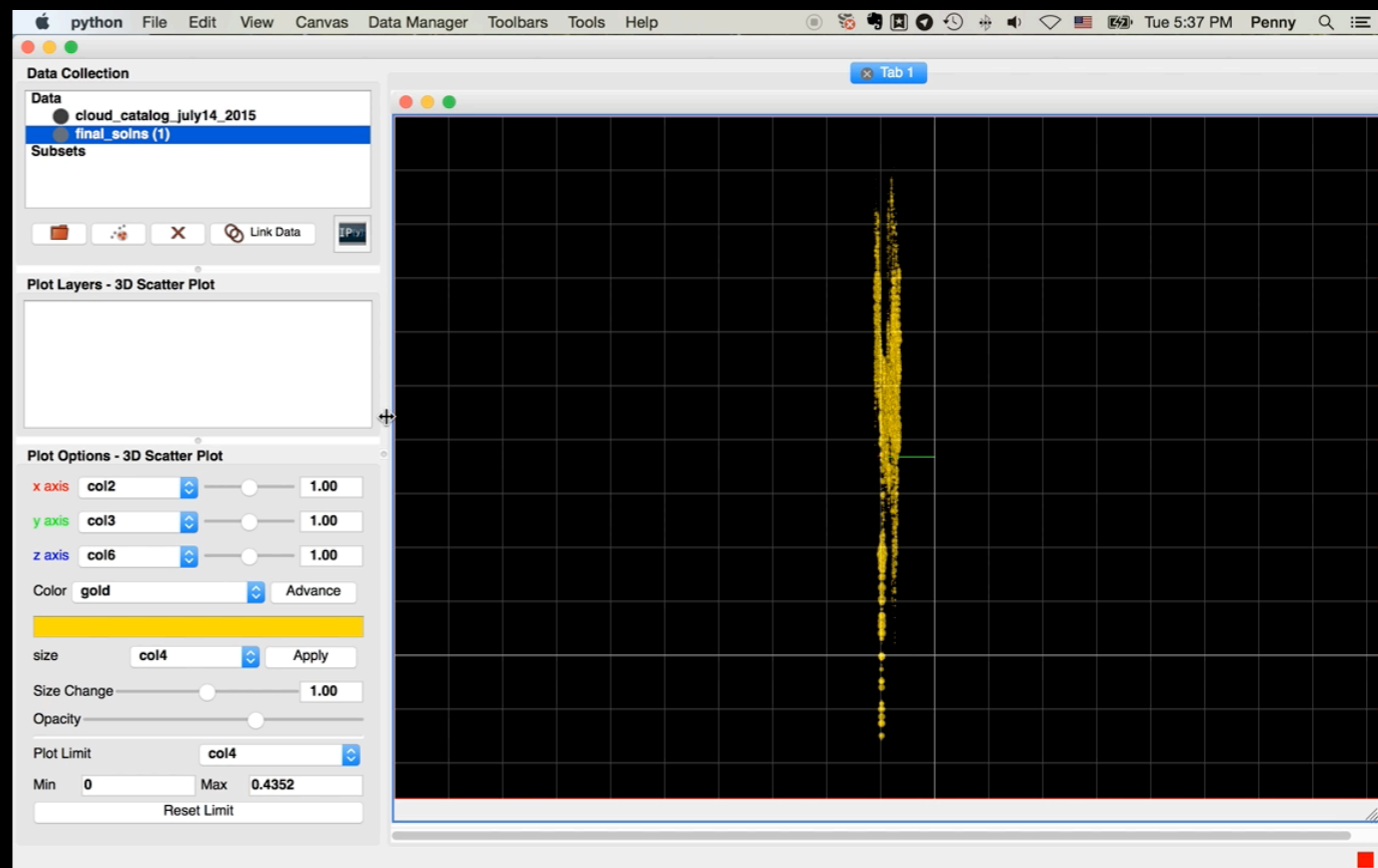 python File Edit View Canvas Data Manager Toolbars Tools Help Tue 5:37 PM Penny
Data Collection
Tab 1
Data
cloud_catalog_july14_2015
final_solns (1)
Subsets
Link Data
IPy:
Plot Layers - 3D Scatter Plot
Plot Options - 3D Scatter Plot
x axis col2 1.00
y axis col3 1.00
z axis col6 1.00
Color gold Advance
size col4 Apply
Size Change 1.00
Opacity
Plot Limit col4
Min 0 Max 0.4352
Reset Limit